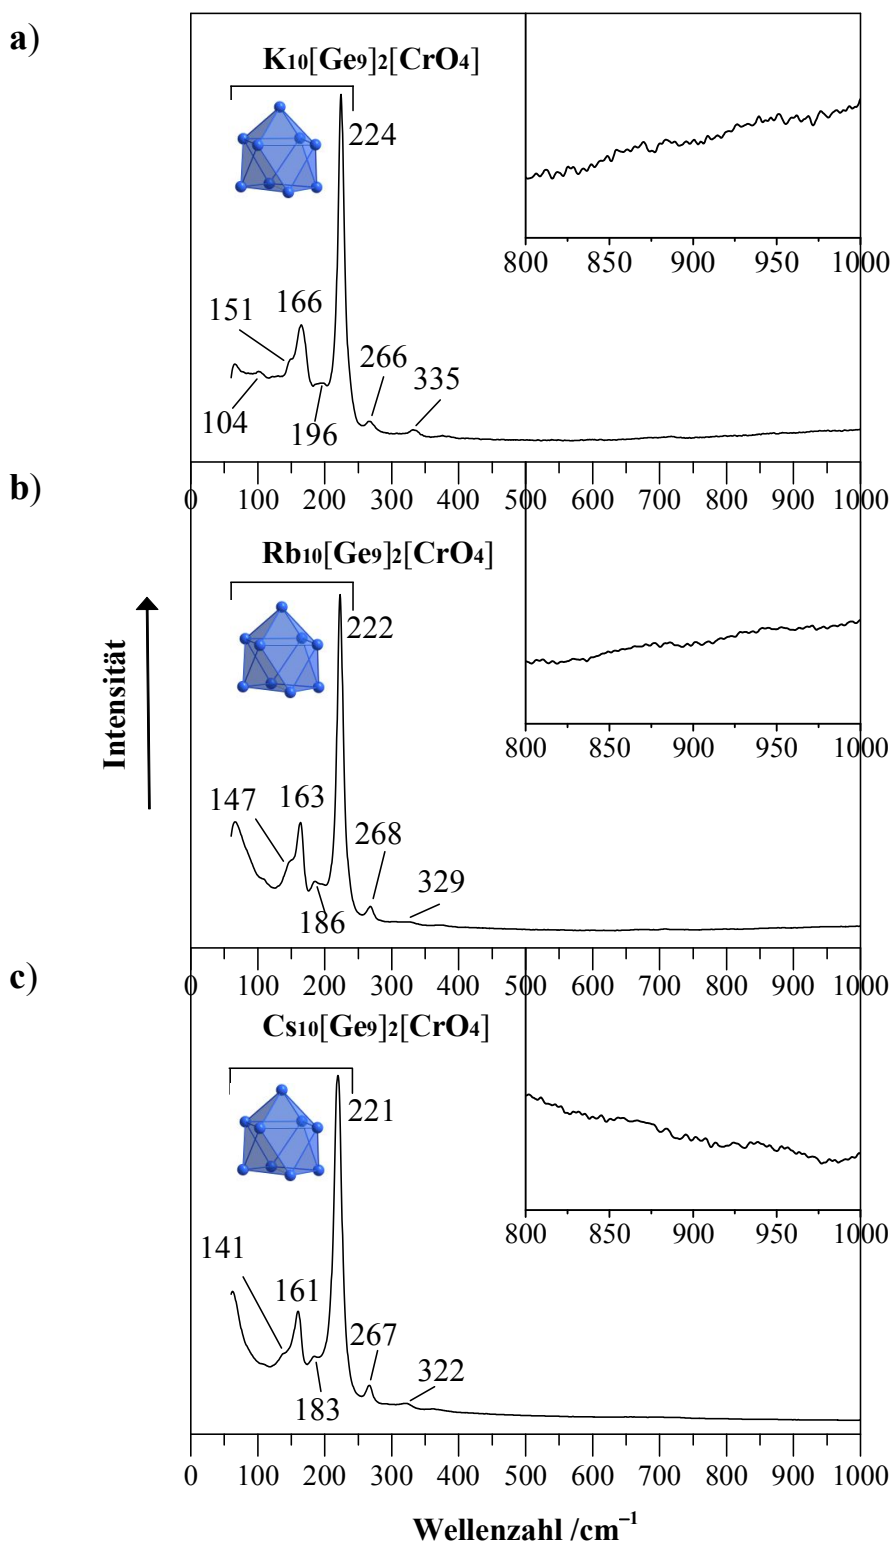 a)
K10[Ge9]2[CrO4]
224
151
166
104
196
266
335
800 850 900 950 1000
0 100 200 300 400 500 600 700 800 900 1000
b)
Rb10[Ge9]2[CrO4]
222
147
163
186
268
329
800 850 900 950 1000
0 100 200 300 400 500 600 700 800 900 1000
Intensität
c)
Cs10[Ge9]2[CrO4]
221
141
161
183
267
322
800 850 900 950 1000
0 100 200 300 400 500 600 700 800 900 1000
Wellenzahl /cm⁻¹